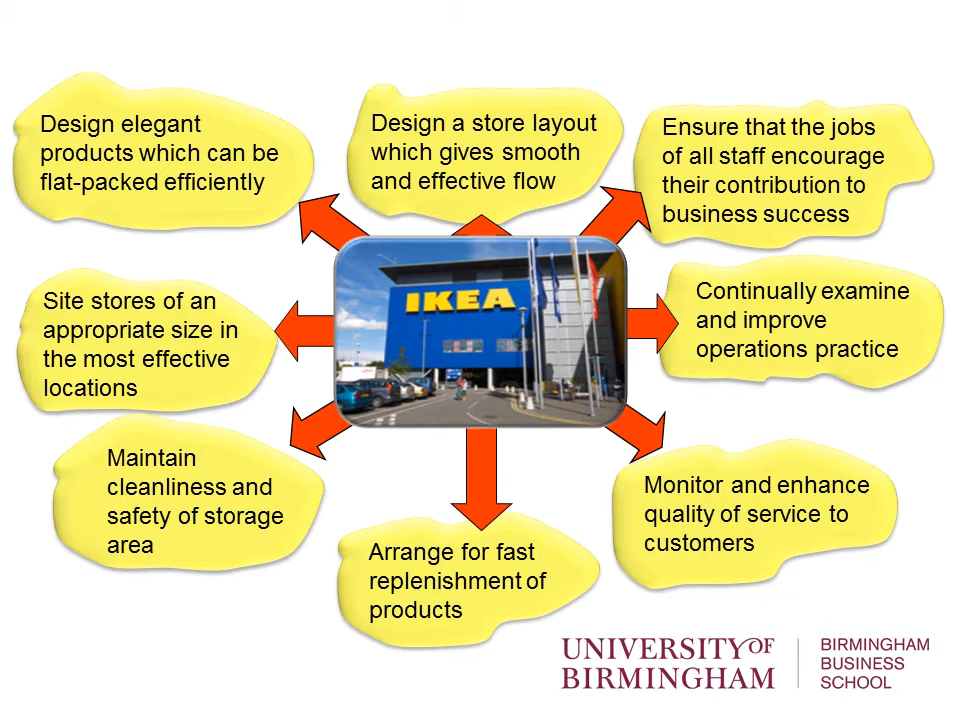 Design elegant
products which can be
flat-packed efficiently
Design a store layout
which gives smooth
and effective flow
Ensure that the jobs
of all staff encourage
their contribution to
business success
Site stores of an
appropriate size in
the most effective
locations
IKEA
Continually examine
and improve
operations practice
Maintain
cleanliness and
safety of storage
area
Arrange for fast
replenishment of
products
Monitor and enhance
quality of service to
customers
UNIVERSITY OF
BIRMINGHAM
BIRMINGHAM
BUSINESS
SCHOOL